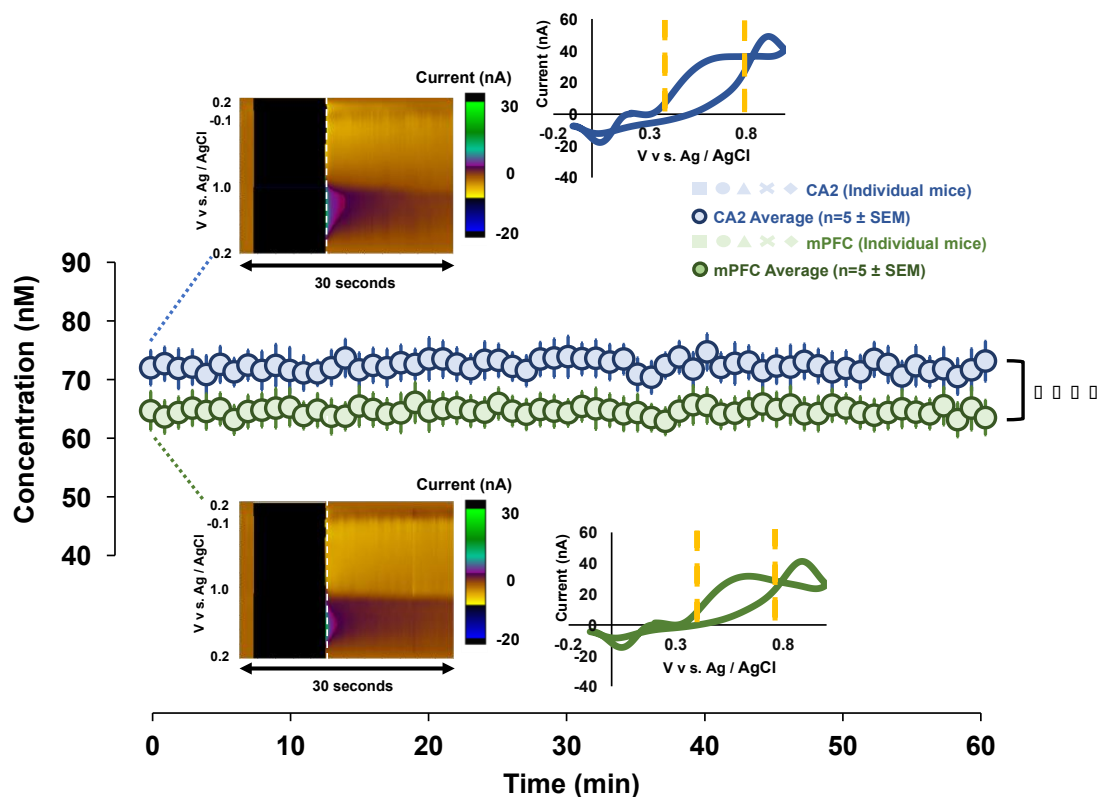 Current (nA)
0.2
-0.1
1.0
0.2
V vs. Ag / AgCl
30
0
-20
30 seconds
Current (nA)
60
40
20
0
-20
-40
-0.2
0.3
0.8
V vs. Ag / AgCl
CA2 (Individual mice)
CA2 Average (n=5 ± SEM)
mPFC (Individual mice)
mPFC Average (n=5 ± SEM)
Concentration (nM)
90
80
70
60
50
40
Current (nA)
0.2
-0.1
1.0
0.2
V vs. Ag / AgCl
30
0
-20
30 seconds
Current (nA)
60
40
20
0
-20
-40
-0.2
0.3
0.8
V vs. Ag / AgCl
0
10
20
30
40
50
60
Time (min)